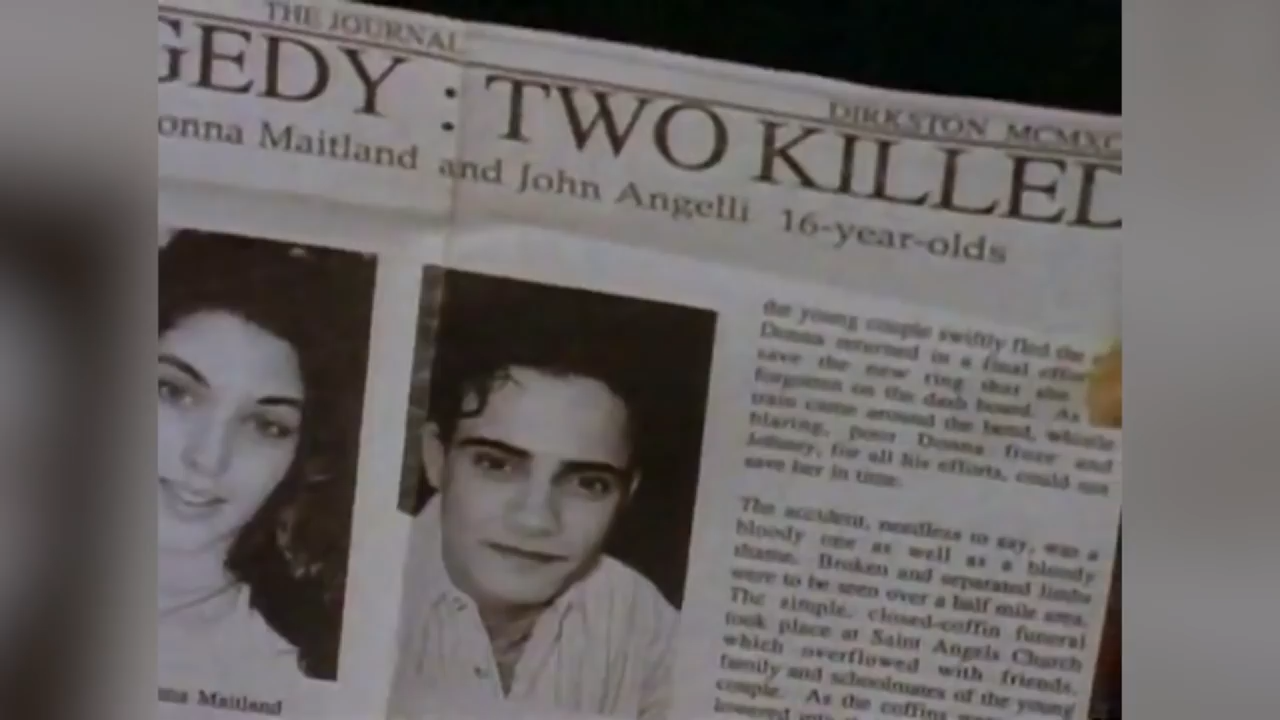 THE JOURNAL
DIRKSTON MCMXC
GEDY : TWO KILLED
onna Maitland and John Angelli 16-year-olds
the young couple swiftly fled the
Donna returned in a final effor
save the new ring that she
forgotten on the dash board. As
train came around the bend, whistle
blaring, poor Donna froze and
Johnny, for all his efforts, could not
save her in time.
The accident, needless to say, was a
bloody one as well as a bloody
shame. Broken and separated limbs
were to be seen over a half mile area.
The simple, closed-coffin funeral
took place at Saint Angela Church
which overflowed with friends,
family and schoolmates of the young
couple. As the coffins we
lowered into
nna Maitland